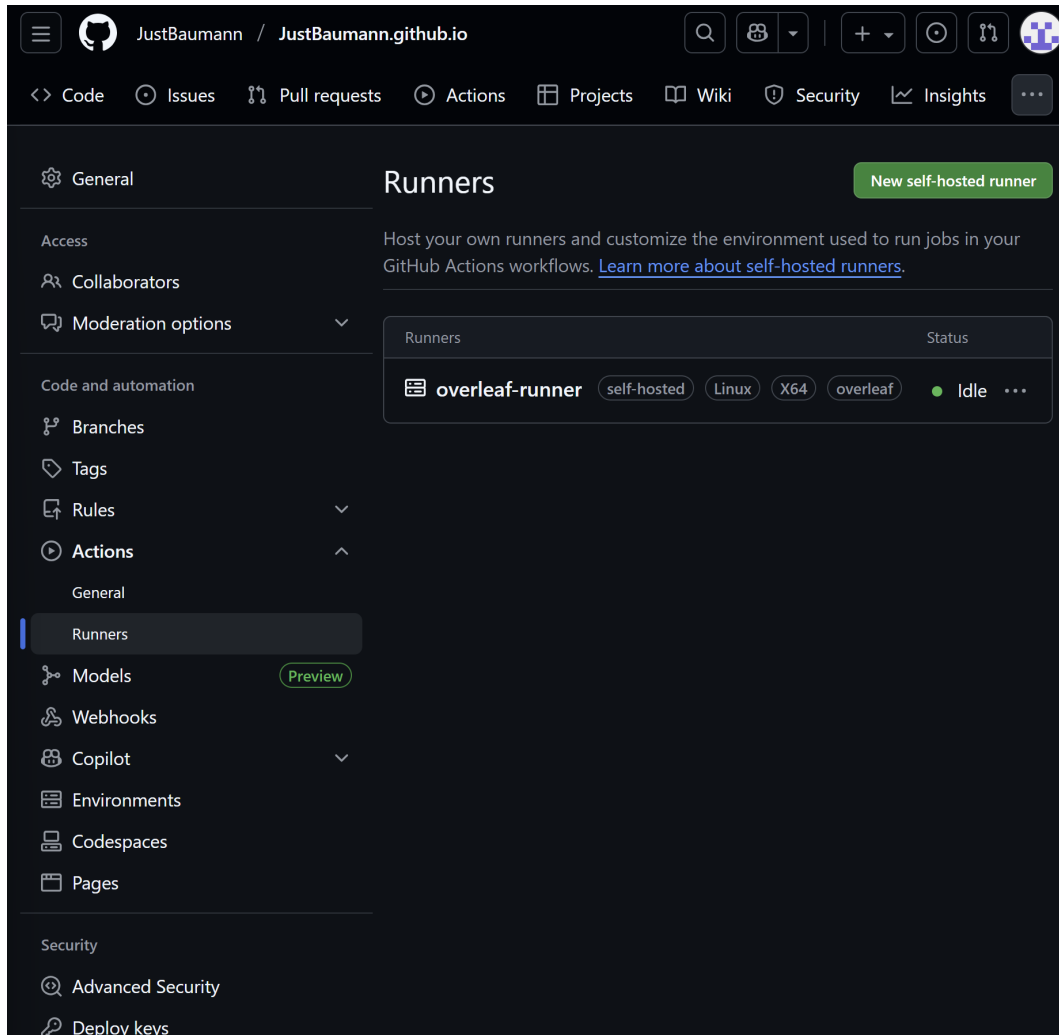 JustBaumann / JustBaumann.github.io
Code Issues Pull requests Actions Projects Wiki Security Insights
General
Access
Collaborators
Moderation options
Code and automation
Branches
Tags
Rules
Actions
General
Runners
Models Preview
Webhooks
Copilot
Environments
Codespaces
Pages
Security
Advanced Security
Deploy keys
Runners New self-hosted runner
Host your own runners and customize the environment used to run jobs in your
GitHub Actions workflows. Learn more about self-hosted runners.
Runners Status
overleaf-runner self-hosted Linux X64 overleaf Idle